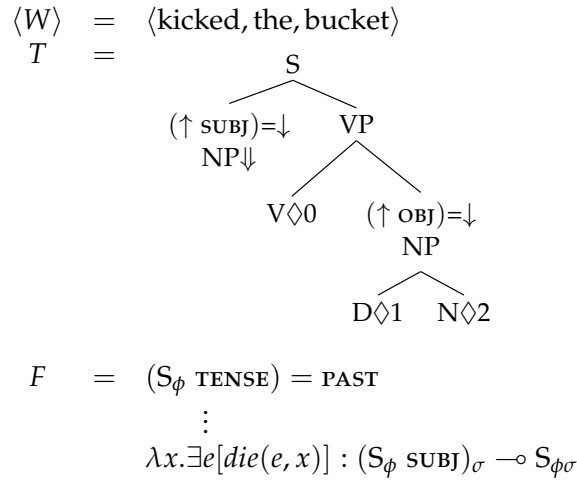 ⟨W⟩ = ⟨kicked, the, bucket⟩
T =
S
(↑ SUBJ)=↓ VP
NP⇓
V◇0 (↑ OBJ)=↓
NP
D◇1 N◇2
F = (S_ϕ TENSE) = PAST
⋮
λx.∃e[die(e, x)] : (S_ϕ SUBJ)_σ ⊸ S_ϕσ